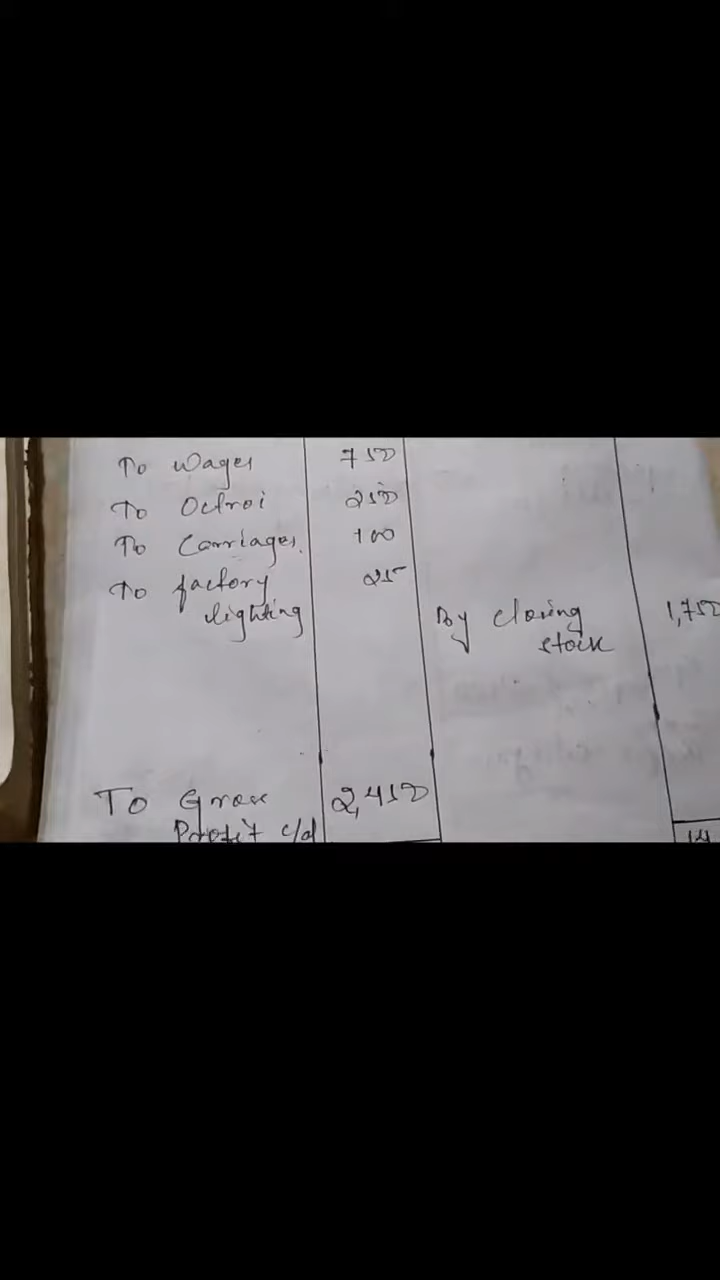 To Wages 750
To Octroi 250
To Carriages. 100
To factory 25
lighting
By closing 1,750
stock
To Gross 2,450
Profit c/d
14